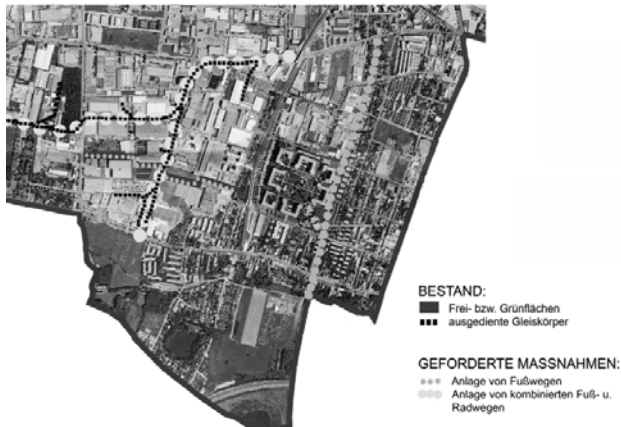 BESTAND:
Frei- bzw. Grünflächen
ausgediente Gleiskörper
GEFORDERTE MASSNAHMEN:
Anlage von Fußwegen
Anlage von kombinierten Fuß- u.
Radwegen